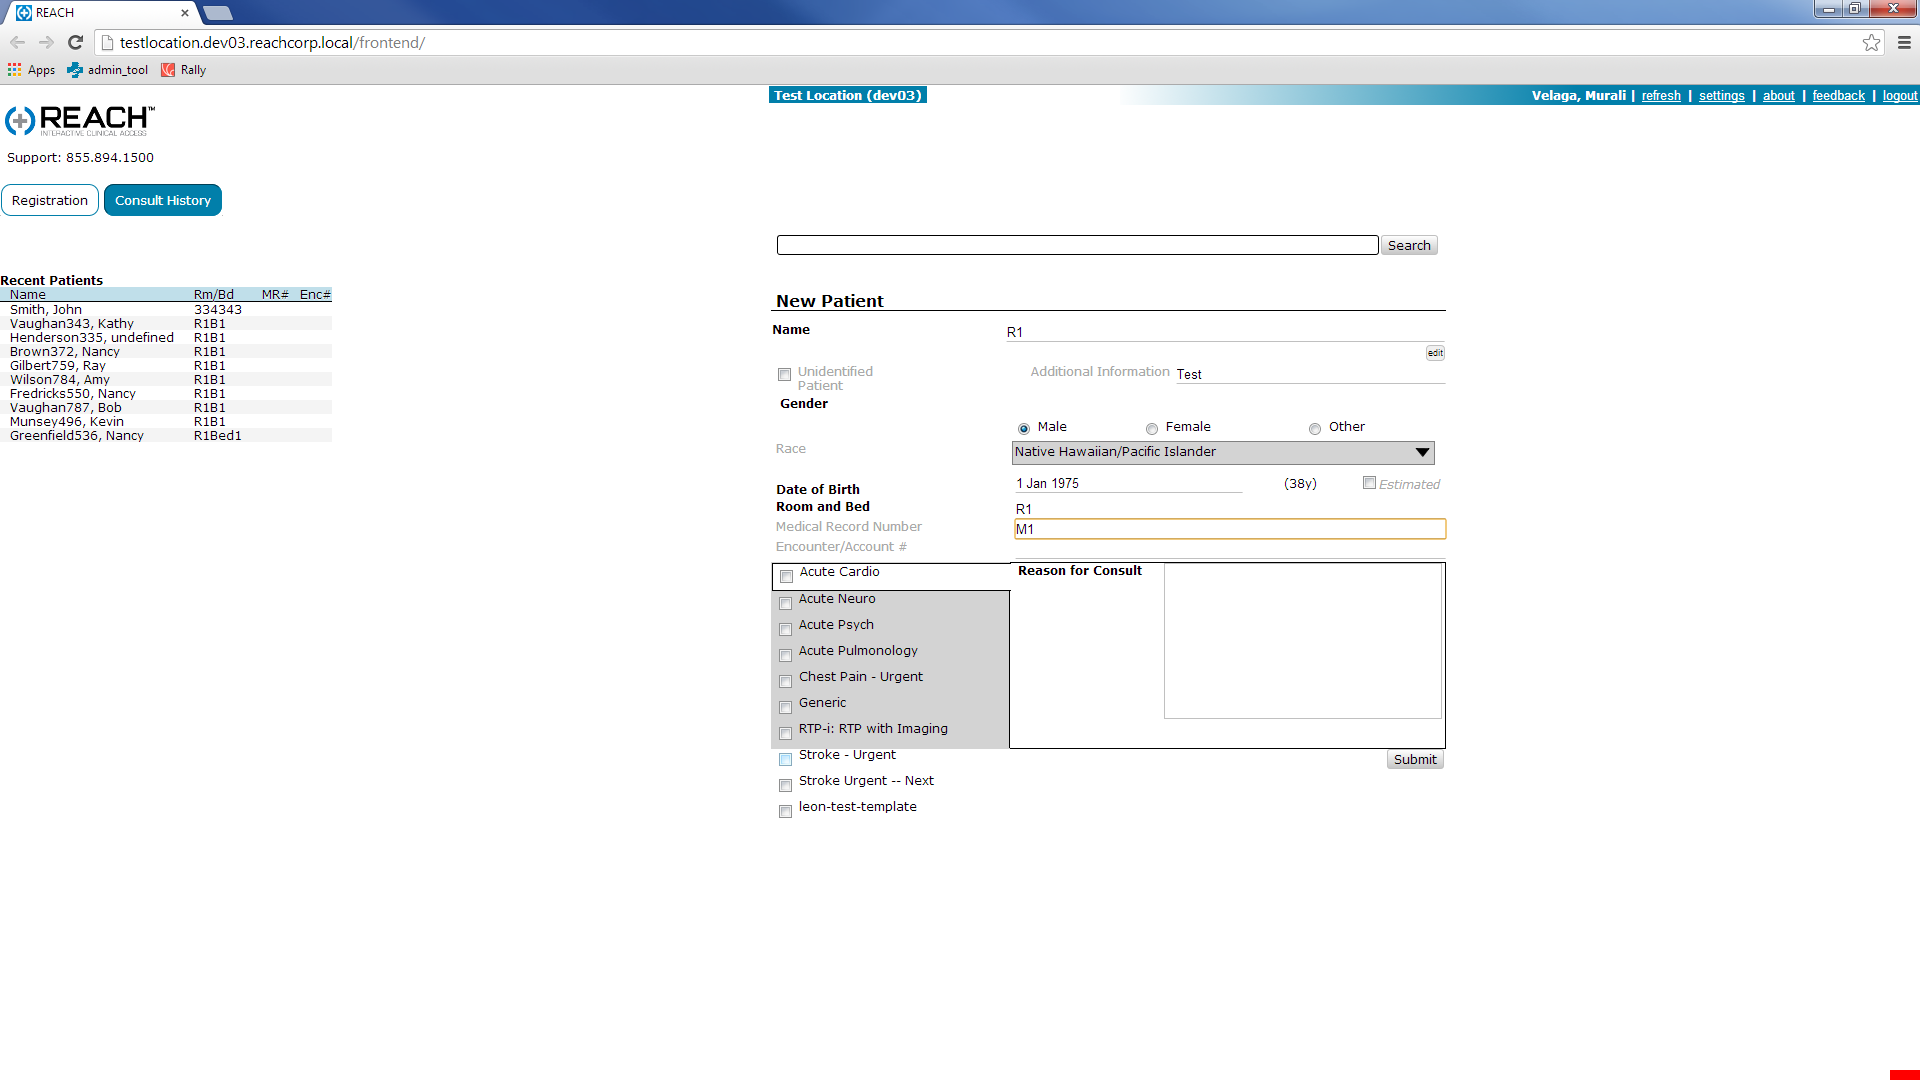 REACH
testlocation.dev03.reachcorp.local/frontend/
Apps admin_tool Rally
Test Location (dev03) Velaga, Murali | refresh | settings | about | feedback | logout
REACH™
INTERACTIVE CLINICAL ACCESS
Support: 855.894.1500
Registration Consult History
Search
Recent Patients
Name Rm/Bd MR# Enc#
Smith, John 334343
Vaughan343, Kathy R1B1
Henderson335, undefined R1B1
Brown372, Nancy R1B1
Gilbert759, Ray R1B1
Wilson784, Amy R1B1
Fredricks550, Nancy R1B1
Vaughan787, Bob R1B1
Munsey496, Kevin R1B1
Greenfield536, Nancy R1Bed1
New Patient
Name R1
edit
Unidentified Patient Additional Information Test
Gender
Male Female Other
Race Native Hawaiian/Pacific Islander
Date of Birth 1 Jan 1975 (38y) Estimated
Room and Bed R1
Medical Record Number M1
Encounter/Account #
Acute Cardio Reason for Consult
Acute Neuro
Acute Psych
Acute Pulmonology
Chest Pain - Urgent
Generic
RTP-i: RTP with Imaging
Stroke - Urgent Submit
Stroke Urgent -- Next
leon-test-template